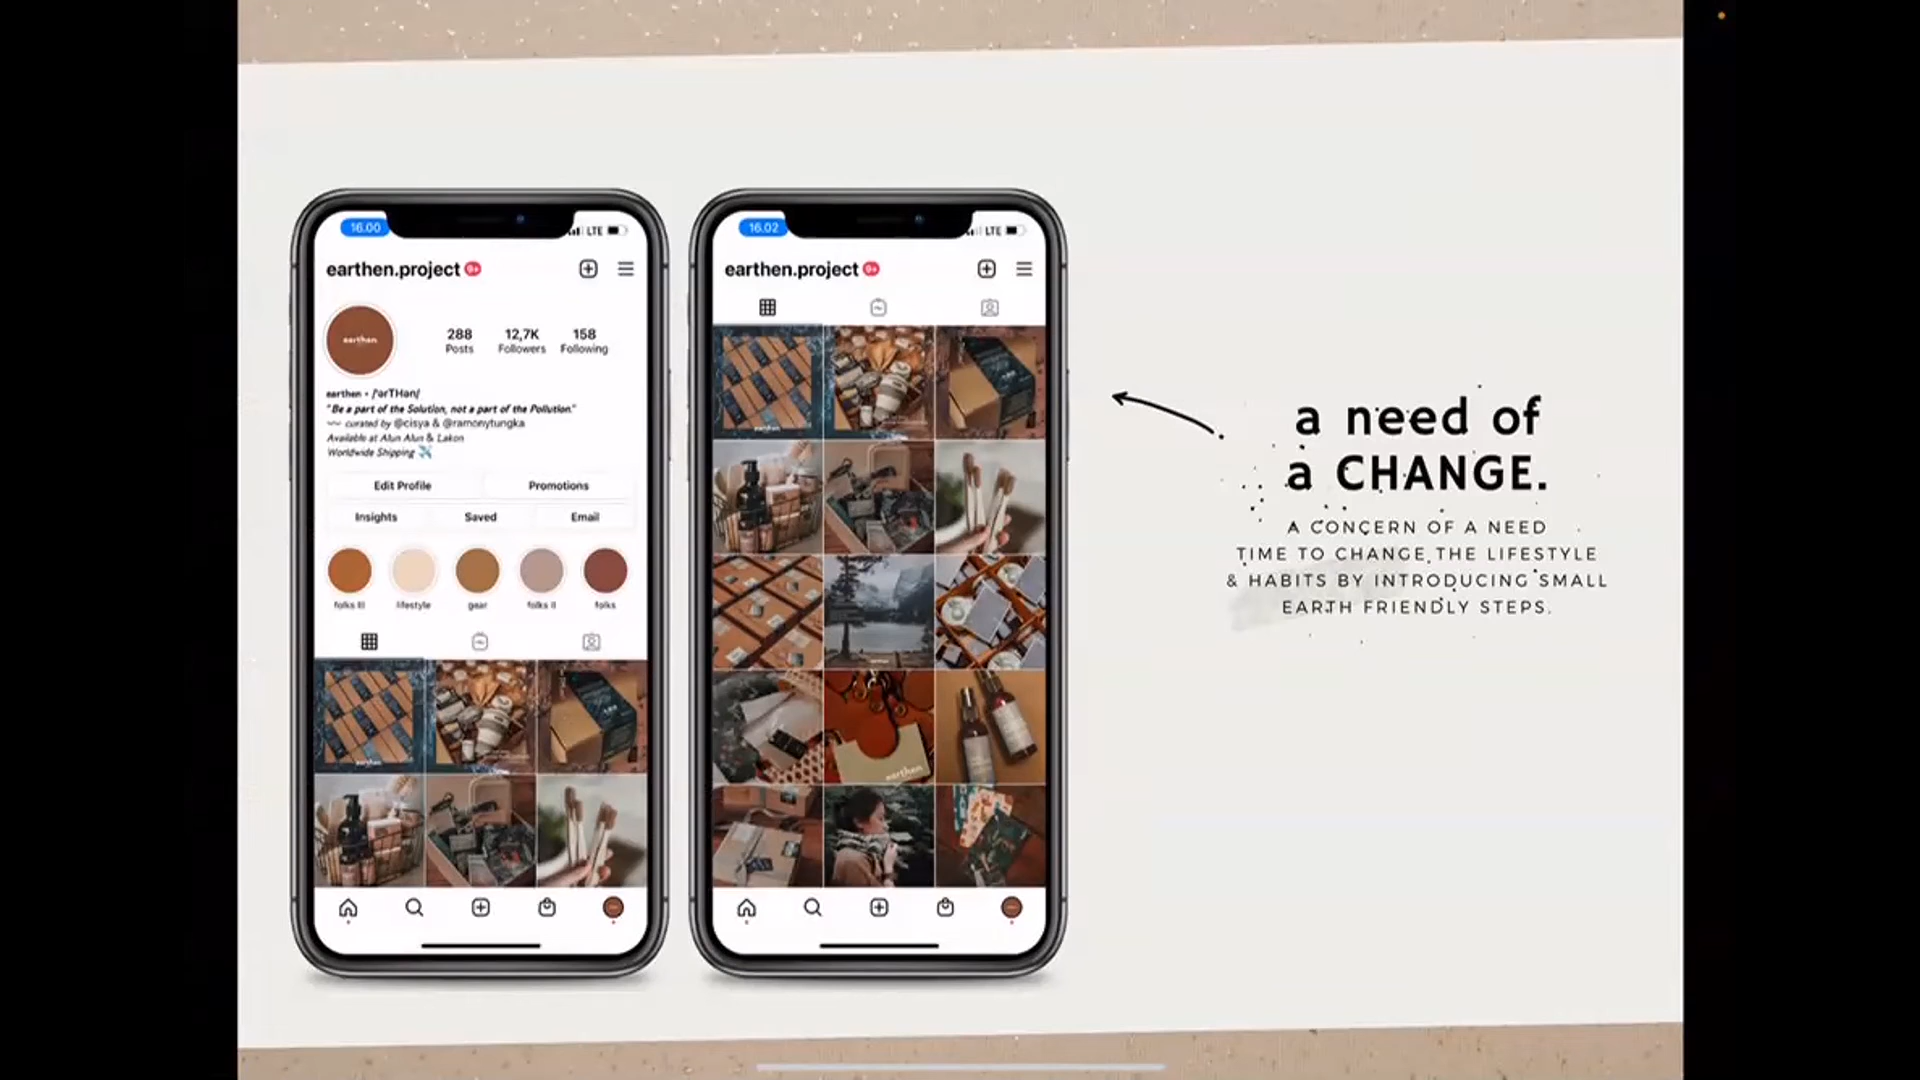 16.00
LTE
earthen.project 9+
earthen
288 12,7K 158
Posts Followers Following
earthen • /'ərTHən/
"Be a part of the Solution, not a part of the Pollution."
curated by @cisya & @ramonytungka
Available at Alun Alun & Lakon
Worldwide Shipping ✈️
Edit Profile Promotions
Insights Saved Email
folks III lifestyle gear folks II folks
16.02
LTE
earthen.project 9+
earthen
a need of
a CHANGE.
A CONCERN OF A NEED
TIME TO CHANGE THE LIFESTYLE
& HABITS BY INTRODUCING SMALL
EARTH FRIENDLY STEPS.